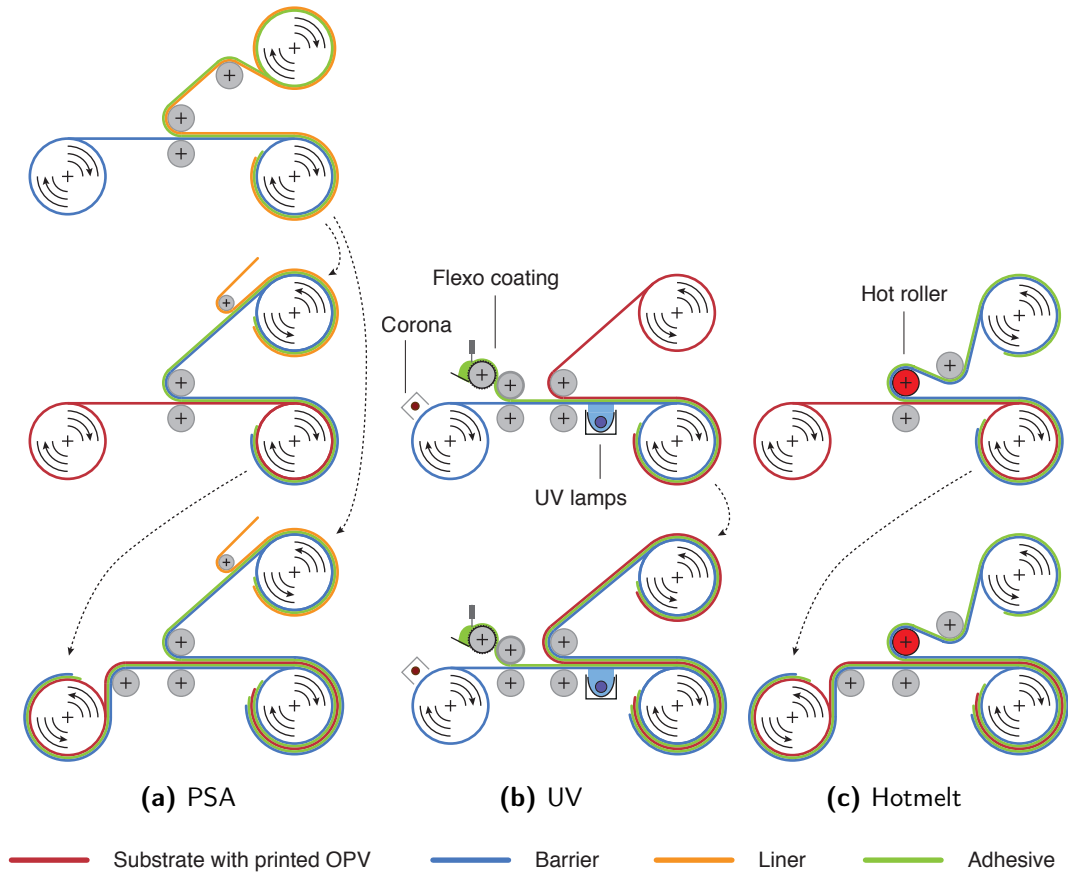 Flexo coating
Hot roller
Corona
UV lamps
(a) PSA
(b) UV
(c) Hotmelt
Substrate with printed OPV
Barrier
Liner
Adhesive